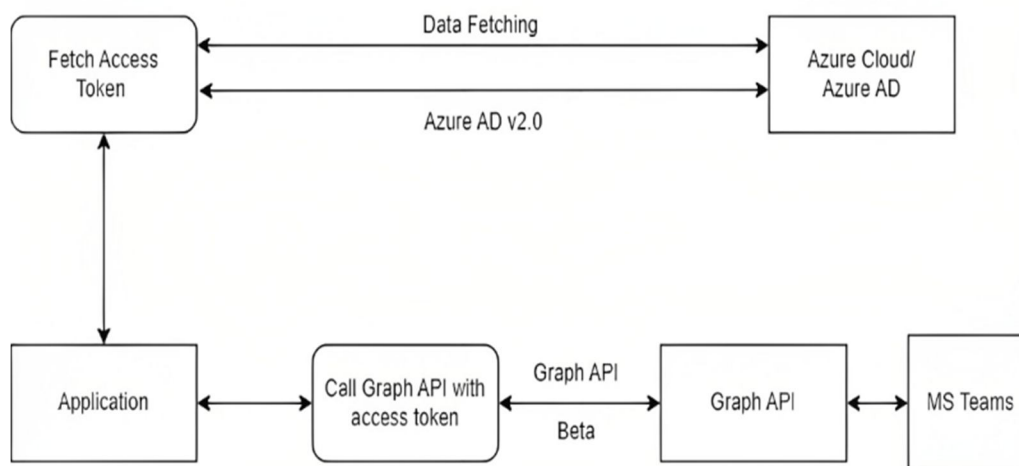 Data Fetching
Fetch Access
Token
Azure Cloud/
Azure AD
Azure AD v2.0
Application
Call Graph API with
access token
Graph API
Beta
Graph API
MS Teams